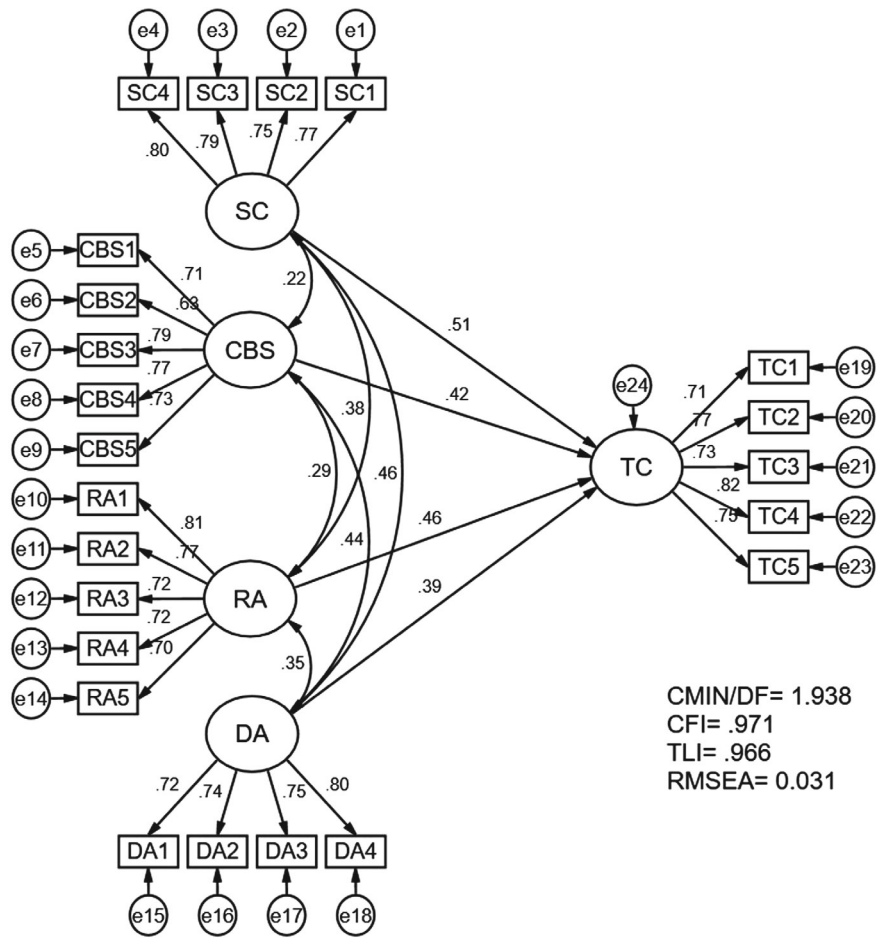 e4 e3 e2 e1
SC4 SC3 SC2 SC1
.80 .79 .75 .77
SC
e5 CBS1
e6 CBS2
e7 CBS3
e8 CBS4
e9 CBS5
.71
.63
.79
.77
.73
CBS
.22
.51
.42
.38
.29
.46
.44
.46
.39
.35
e10 RA1
e11 RA2
e12 RA3
e13 RA4
e14 RA5
.81
.77
.72
.72
.70
RA
DA
.72 .74 .75 .80
DA1 DA2 DA3 DA4
e15 e16 e17 e18
e24
TC
.71
.77
.73
.82
.75
TC1 e19
TC2 e20
TC3 e21
TC4 e22
TC5 e23
CMIN/DF= 1.938
CFI= .971
TLI= .966
RMSEA= 0.031